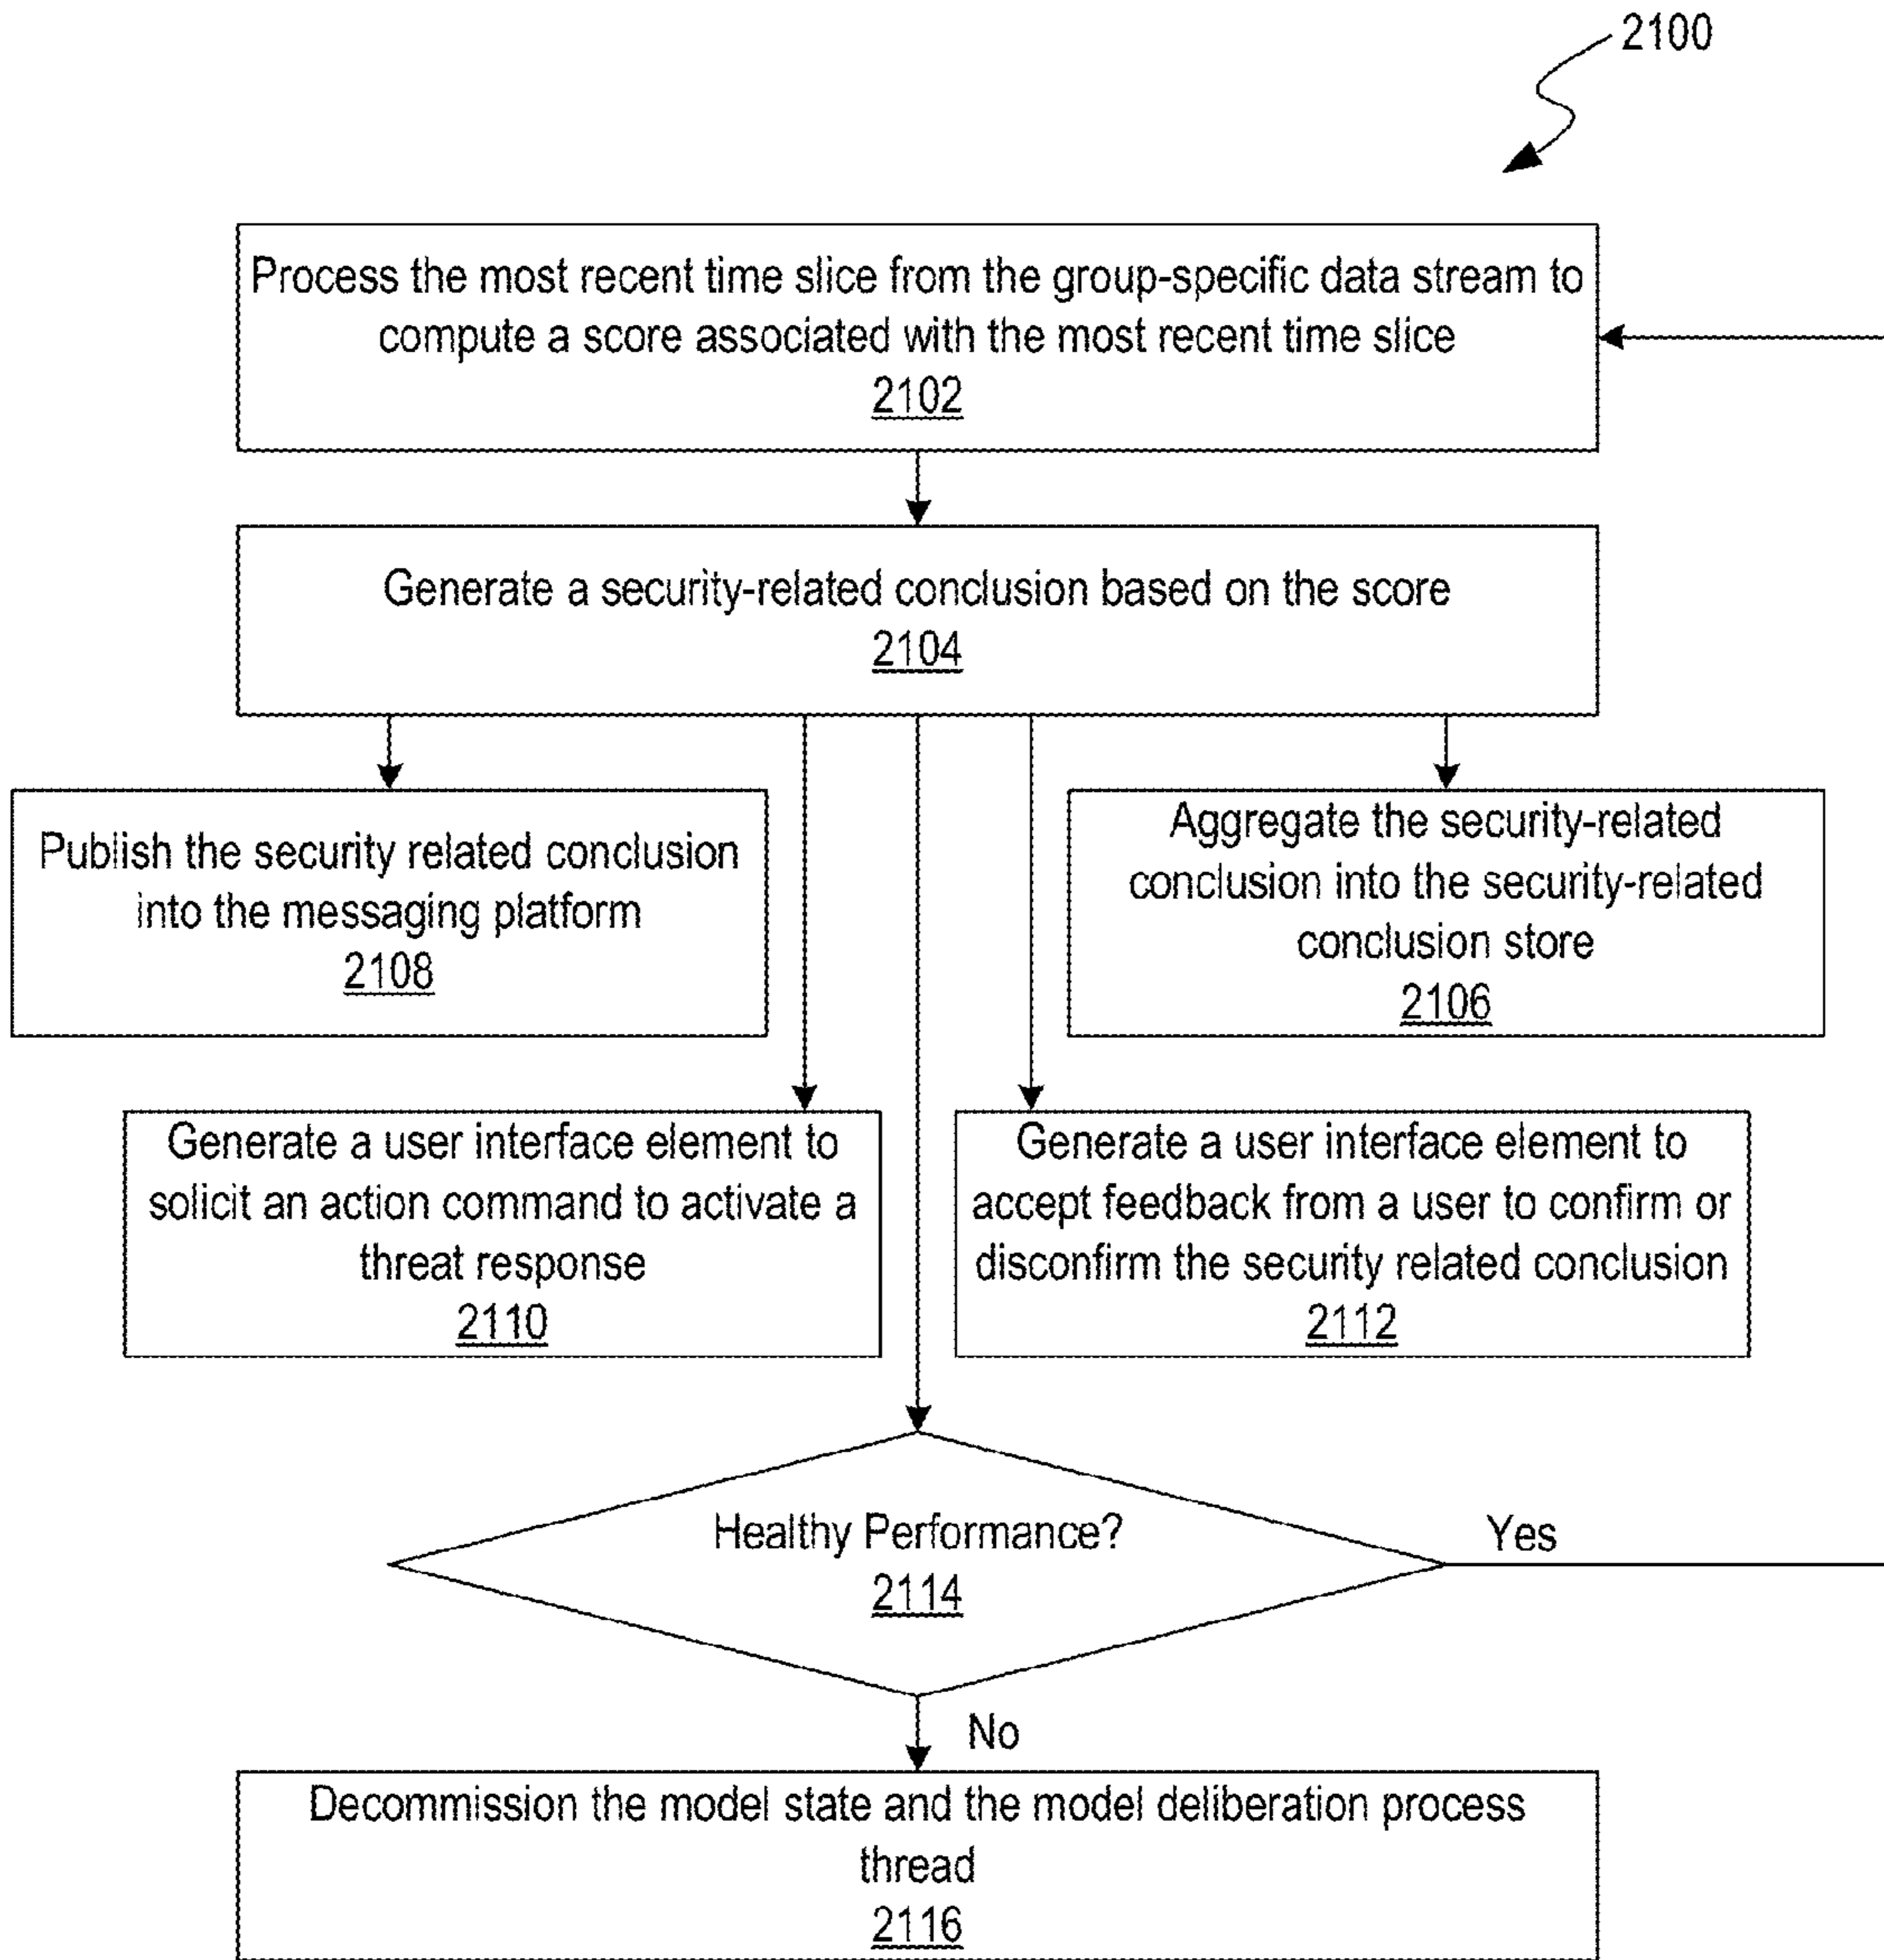 2100
Process the most recent time slice from the group-specific data stream to
compute a score associated with the most recent time slice
2102
Generate a security-related conclusion based on the score
2104
Publish the security related conclusion
into the messaging platform
2108
Aggregate the security-related
conclusion into the security-related
conclusion store
2106
Generate a user interface element to
solicit an action command to activate a
threat response
2110
Generate a user interface element to
accept feedback from a user to confirm or
disconfirm the security related conclusion
2112
Healthy Performance?
2114
Yes
No
Decommission the model state and the model deliberation process
thread
2116